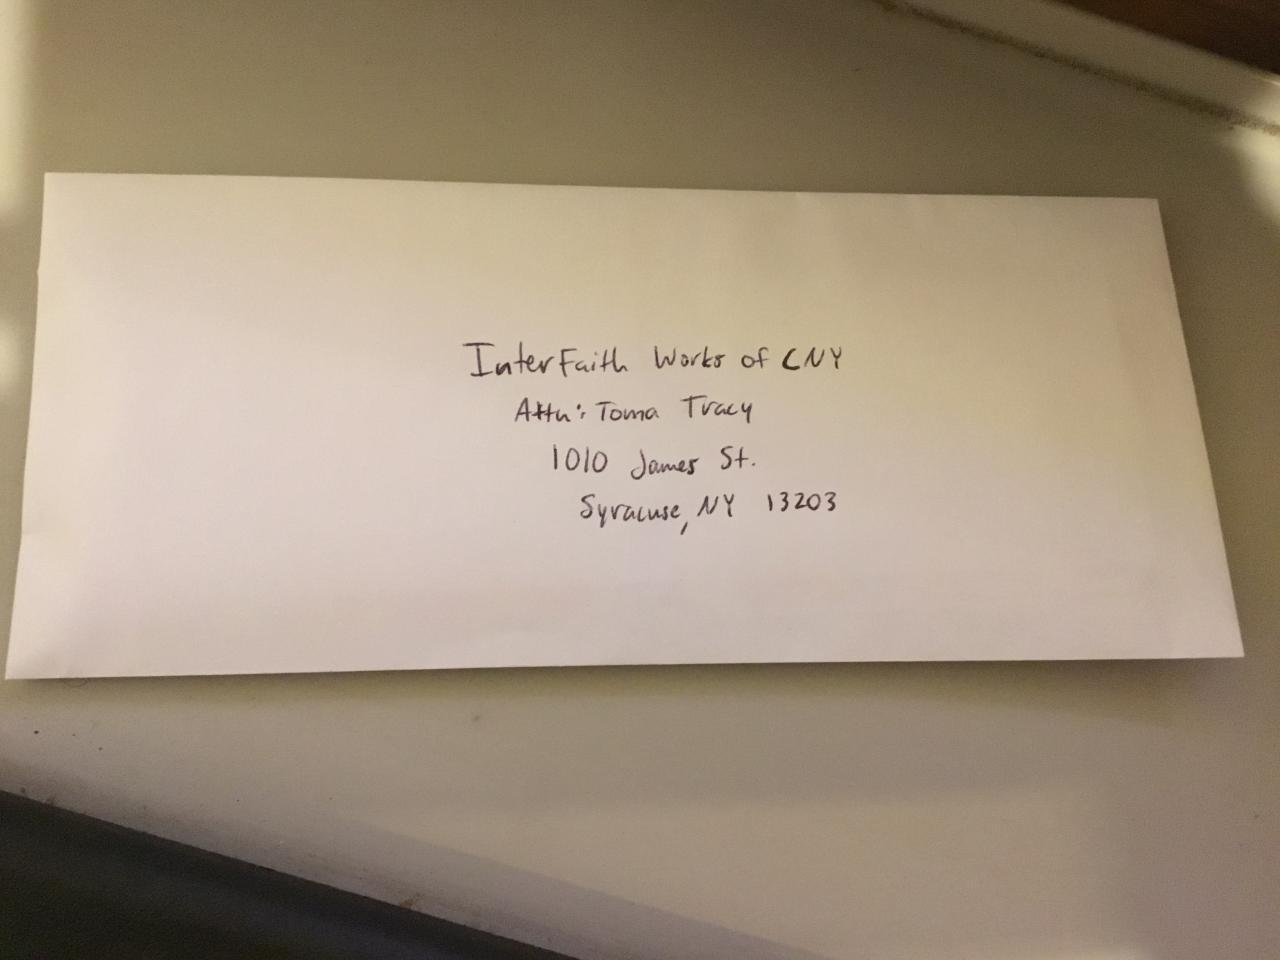 InterFaith Works of CNY
Attn: Toma Tracy
1010 James St.
Syracuse, NY 13203